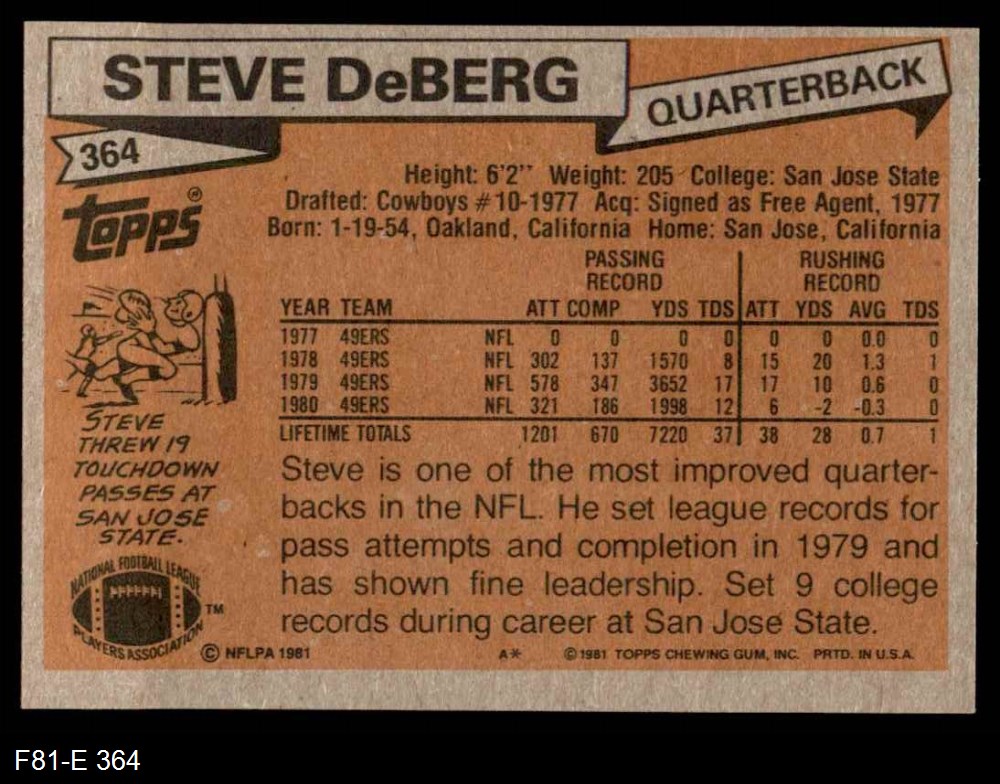 STEVE DeBERG
QUARTERBACK
364
Topps®
Height: 6'2" Weight: 205 College: San Jose State
Drafted: Cowboys #10-1977 Acq: Signed as Free Agent, 1977
Born: 1-19-54, Oakland, California Home: San Jose, California
PASSING RECORD RUSHING RECORD
YEAR TEAM ATT COMP YDS TDS ATT YDS AVG TDS
1977 49ERS NFL 0 0 0 0 0 0 0.0 0
1978 49ERS NFL 302 137 1570 8 15 20 1.3 1
1979 49ERS NFL 578 347 3652 17 17 10 0.6 0
1980 49ERS NFL 321 186 1998 12 6 -2 -0.3 0
LIFETIME TOTALS 1201 670 7220 37 38 28 0.7 1
STEVE
THREW 19
TOUCHDOWN
PASSES AT
SAN JOSE
STATE.
Steve is one of the most improved quarter-
backs in the NFL. He set league records for
pass attempts and completion in 1979 and
has shown fine leadership. Set 9 college
records during career at San Jose State.
NATIONAL FOOTBALL LEAGUE
PLAYERS ASSOCIATION
TM
© NFLPA 1981
A*
© 1981 TOPPS CHEWING GUM, INC. PRTD. IN U.S.A.
F81-E 364